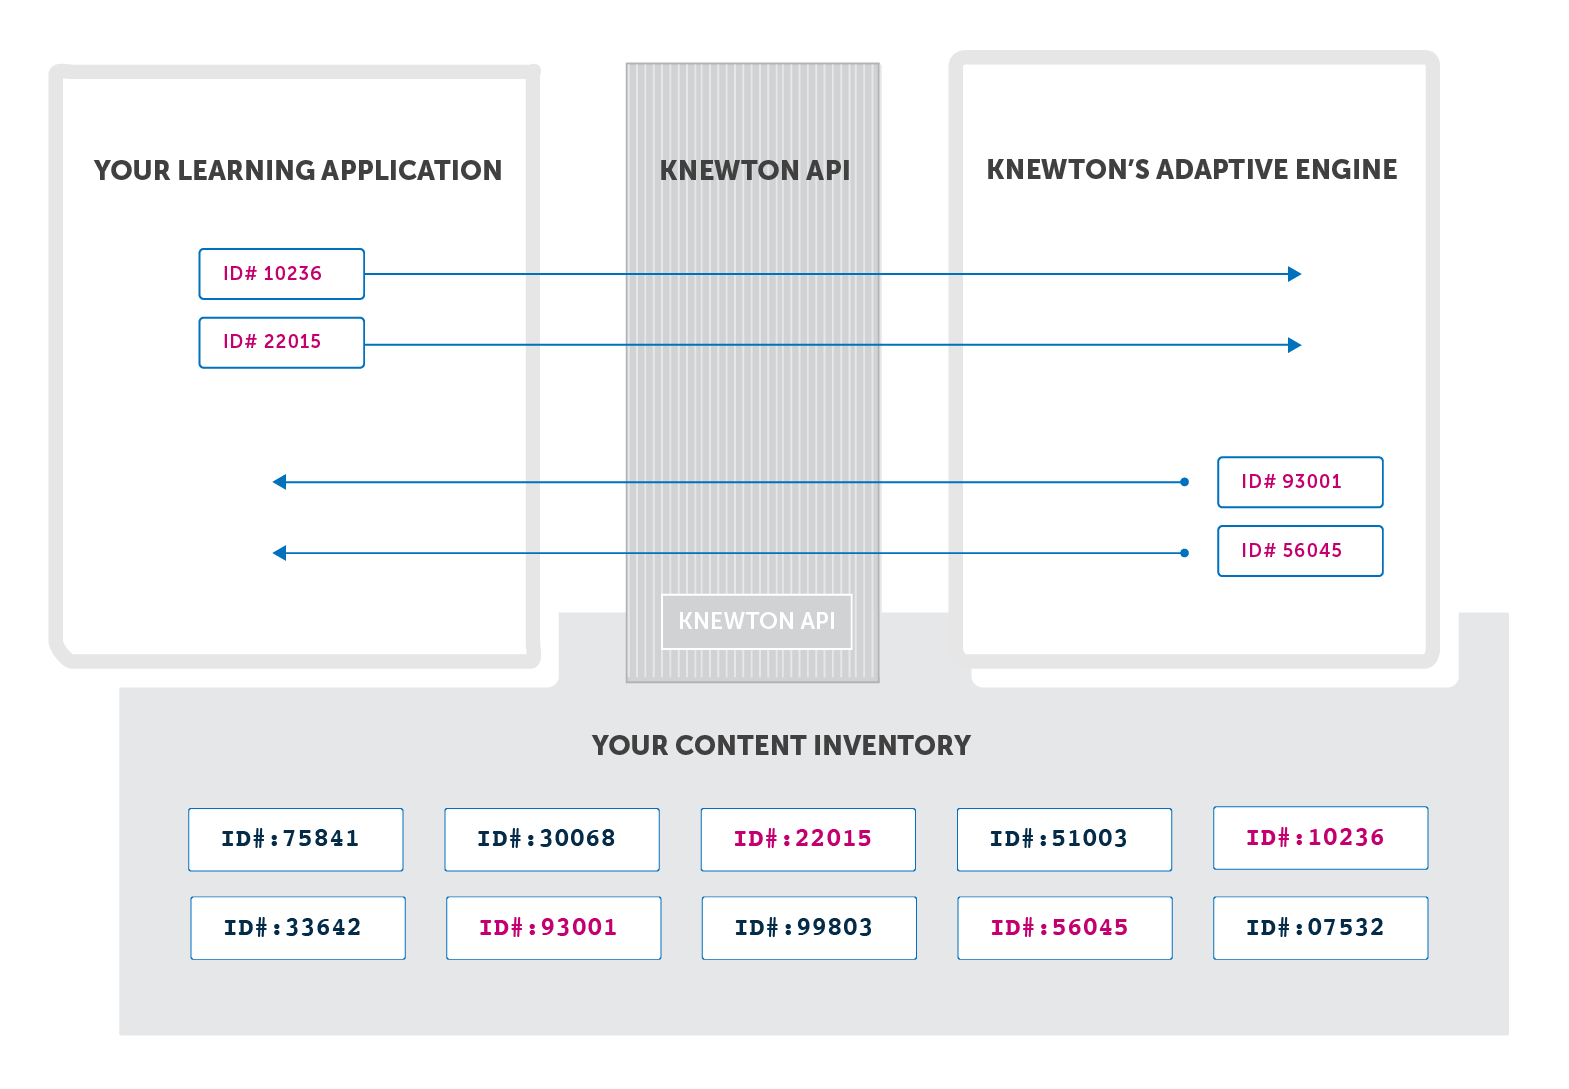 YOUR LEARNING APPLICATION
KNEWTON API
KNEWTON’S ADAPTIVE ENGINE
ID# 10236
ID# 22015
ID# 93001
ID# 56045
KNEWTON API
YOUR CONTENT INVENTORY
ID#:75841
ID#:30068
ID#:22015
ID#:51003
ID#:10236
ID#:33642
ID#:93001
ID#:99803
ID#:56045
ID#:07532